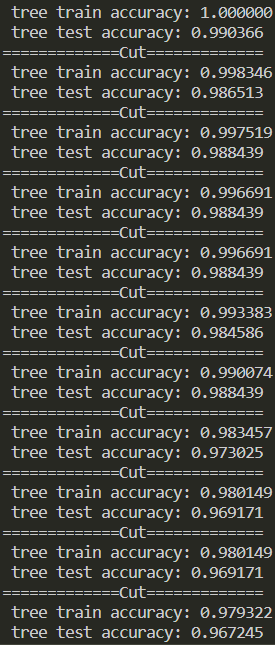 tree train accuracy: 1.000000
tree test accuracy: 0.990366
=============Cut=============
tree train accuracy: 0.998346
tree test accuracy: 0.986513
=============Cut=============
tree train accuracy: 0.997519
tree test accuracy: 0.988439
=============Cut=============
tree train accuracy: 0.996691
tree test accuracy: 0.988439
=============Cut=============
tree train accuracy: 0.996691
tree test accuracy: 0.988439
=============Cut=============
tree train accuracy: 0.993383
tree test accuracy: 0.984586
=============Cut=============
tree train accuracy: 0.990074
tree test accuracy: 0.988439
=============Cut=============
tree train accuracy: 0.983457
tree test accuracy: 0.973025
=============Cut=============
tree train accuracy: 0.980149
tree test accuracy: 0.969171
=============Cut=============
tree train accuracy: 0.980149
tree test accuracy: 0.969171
=============Cut=============
tree train accuracy: 0.979322
tree test accuracy: 0.967245